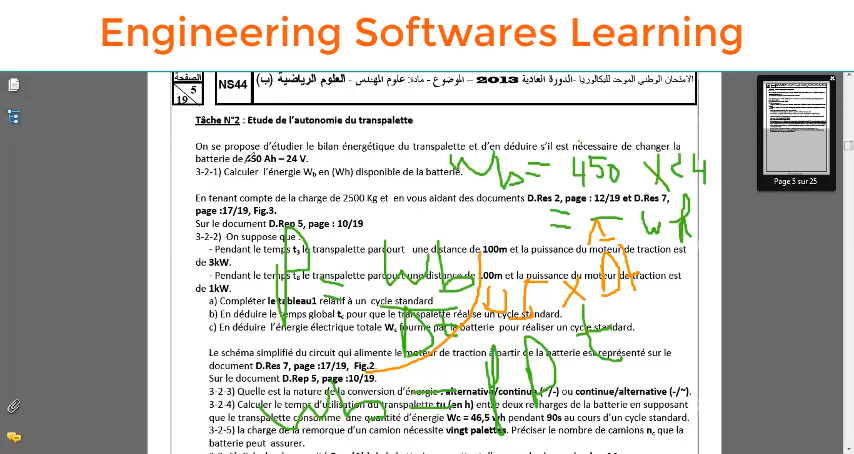 Engineering Softwares Learning
الصفحة
5
19
NS44
الامتحان الوطني الموحد للبكالوريا -الدورة العادية 2013 - الموضوع - مادة: علوم المهندس - العلوم الرياضية (ب)
Tâche N°2 : Etude de l'autonomie du transpalette
On se propose d'étudier le bilan énergétique du transpalette et d'en déduire s'il est nécessaire de changer la
batterie de 450 Ah – 24 V.
3-2-1) Calculer l'énergie Wb en (Wh) disponible de la batterie.
Wb = 450 x 24
= wh
En tenant compte de la charge de 2500 Kg et en vous aidant des documents D.Res 2, page : 12/19 et D.Res 7,
page :17/19, Fig.3.
Sur le document D.Rep 5, page : 10/19
3-2-2) On suppose que :
- Pendant le temps t3 le transpalette parcourt une distance de 100m et la puissance du moteur de traction est
de 3kW.
- Pendant le temps t8 le transpalette parcourt une distance de 100m et la puissance du moteur de traction est
de 1kW.
a) Compléter le tableau1 relatif à un cycle standard
b) En déduire le temps global tc pour que le transpalette réalise un cycle standard.
c) En déduire l'énergie électrique totale Wc fournie par la batterie pour réaliser un cycle standard.
P = Wb
Dt
Le schéma simplifié du circuit qui alimente le moteur de traction à partir de la batterie est représenté sur le
document D.Res 7, page :17/19, Fig.2.
Sur le document D.Rep 5, page :10/19.
3-2-3) Quelle est la nature de la conversion d'énergie : alternative/continue (~/-) ou continue/alternative (-/~).
3-2-4) Calculer le temps d'utilisation du transpalette tu (en h) entre deux recharges de la batterie en supposant
que le transpalette consomme une quantité d'énergie Wc = 46,5 wh pendant 90s au cours d'un cycle standard.
3-2-5) la charge de la remorque d'un camion nécessite vingt palettes. Préciser le nombre de camions nc que la
batterie peut assurer.
Page 5 sur 25